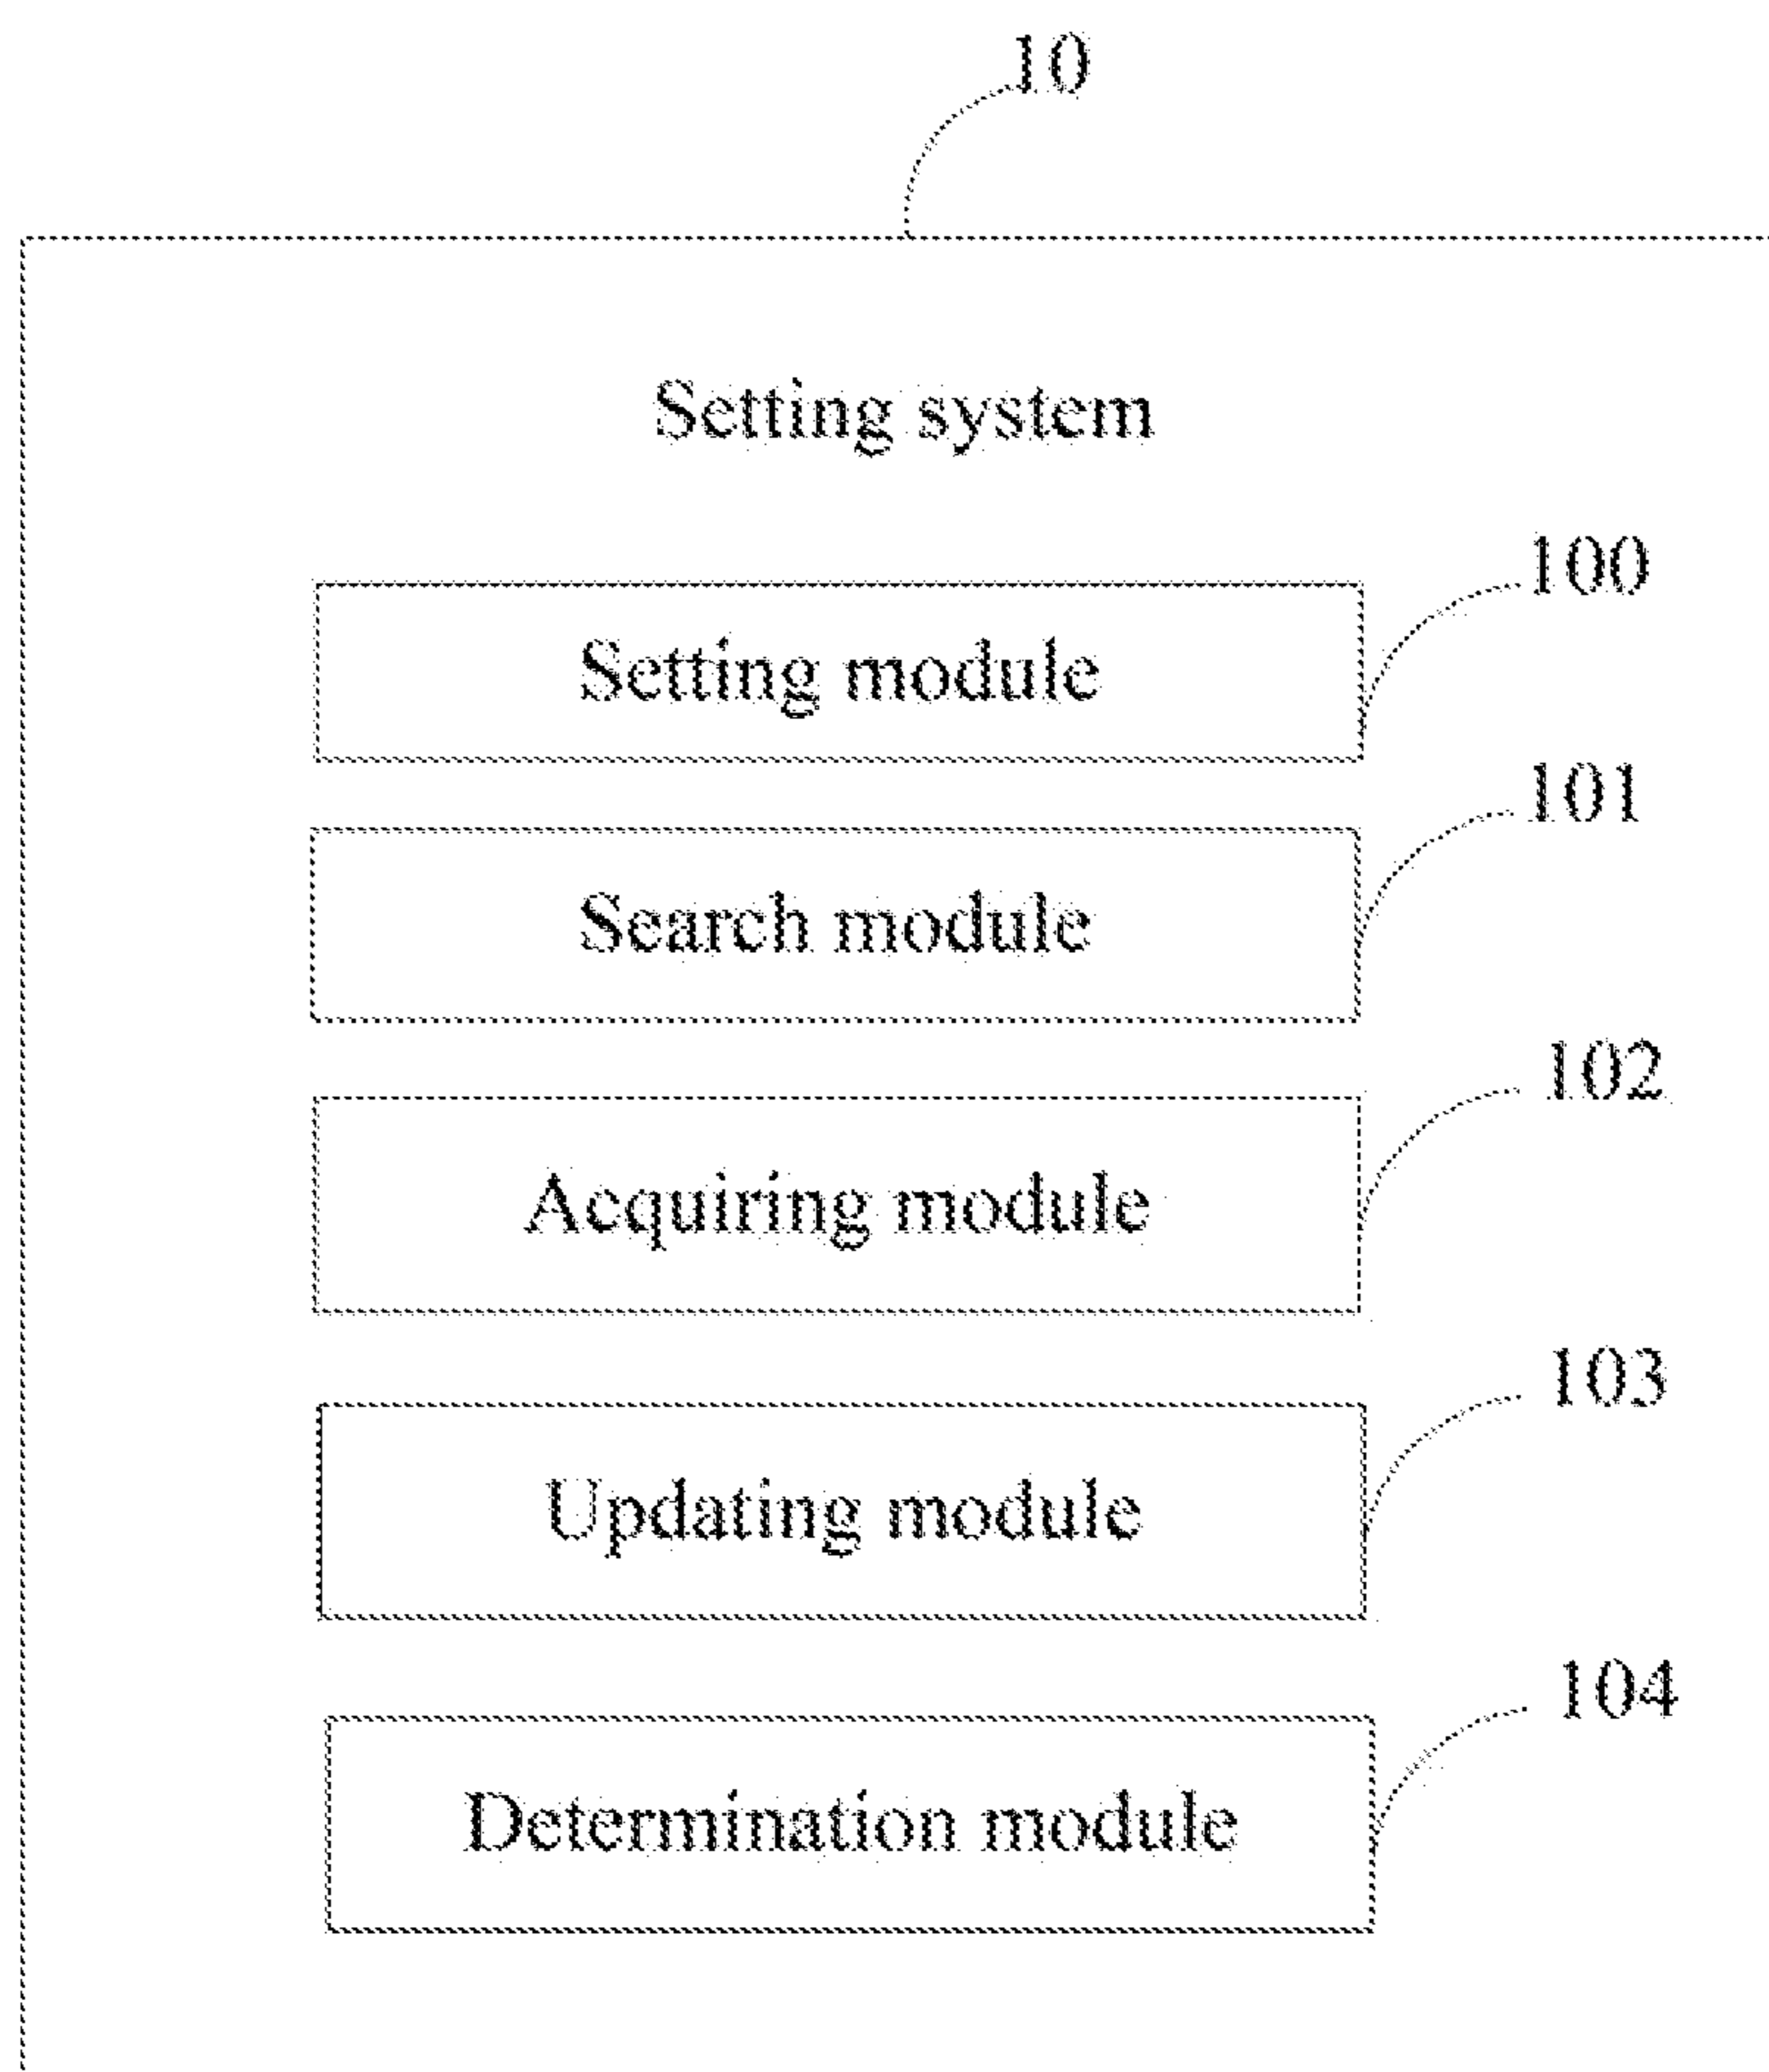 10
Setting system
100
Setting module
101
Search module
102
Acquiring module
103
Updating module
104
Determination module